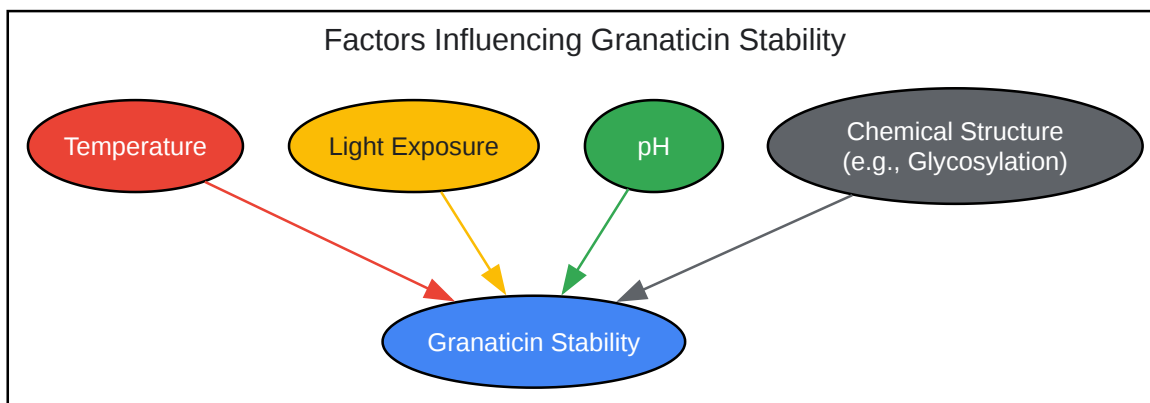 Factors Influencing Granaticin Stability
Temperature
Light Exposure
pH
Chemical Structure
(e.g., Glycosylation)
Granaticin Stability